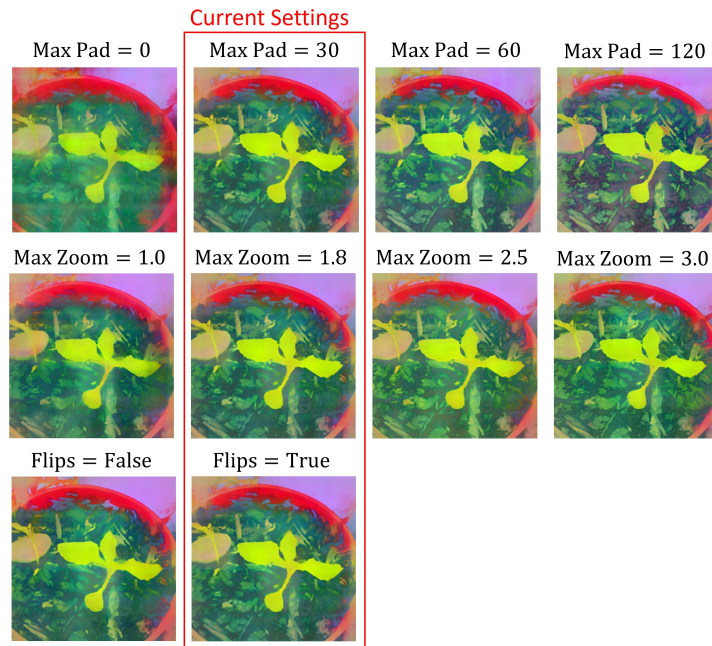 Current Settings
Max Pad = 0
Max Pad = 30
Max Pad = 60
Max Pad = 120
Max Zoom = 1.0
Max Zoom = 1.8
Max Zoom = 2.5
Max Zoom = 3.0
Flips = False
Flips = True